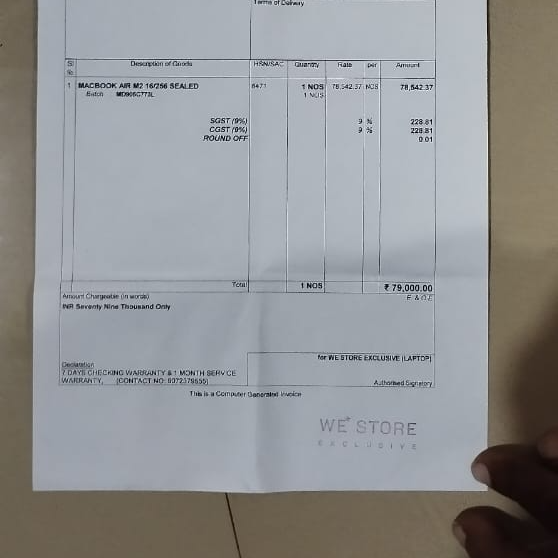 Terms of Delivery
Sl No. Description of Goods HSN/SAC Quantity Rate per Amount
1 MACBOOK AIR M2 16/256 SEALED 8471 1 NOS 78,542.37 NOS 78,542.37
Batch 1 NOS
SGST (9%) 9 % 228.81
CGST (9%) 9 % 228.81
ROUND OFF 0.01
Total 1 NOS ₹ 79,000.00
Amount Chargeable (in words) E. & O.E
INR Seventy Nine Thousand Only
Declaration
7 DAYS CHECKING WARRANTY & 1 MONTH SERVICE
WARRANTY, (CONTACT NO:
for WE STORE EXCLUSIVE (LAPTOP)
Authorised Signatory
This is a Computer Generated Invoice
WE STORE
EXCLUSIVE